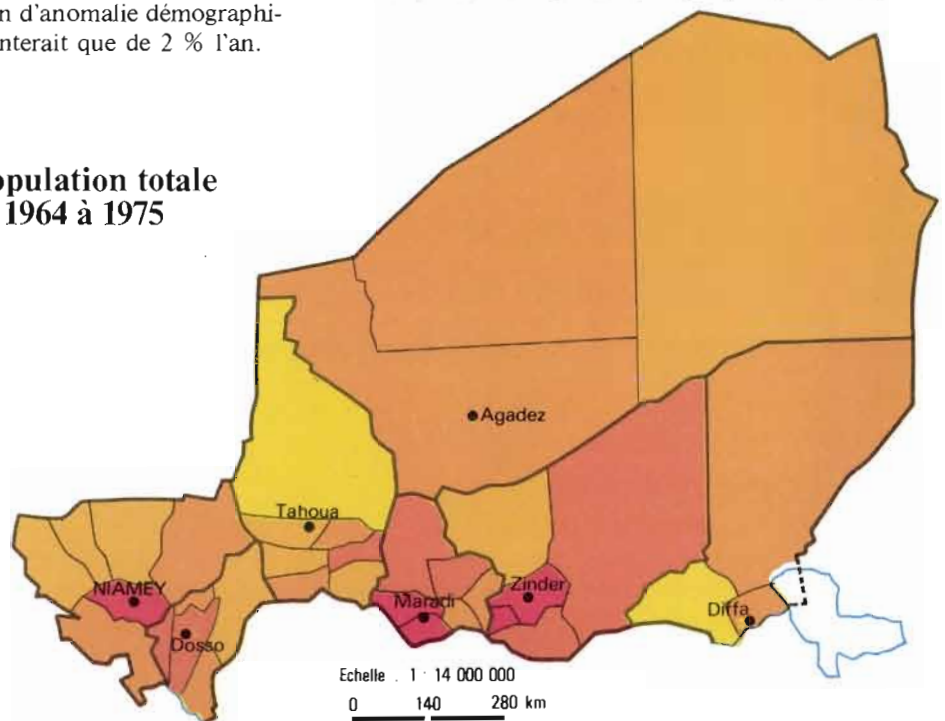 n d'anomalie démographi-
nterait que de 2 % l'an.
opulation totale
1964 à 1975
Agadez
Tahoua
NIAMEY
Zinder
Maradi
Diffa
Dosso
Echelle . 1 14 000 000
0 140 280 km